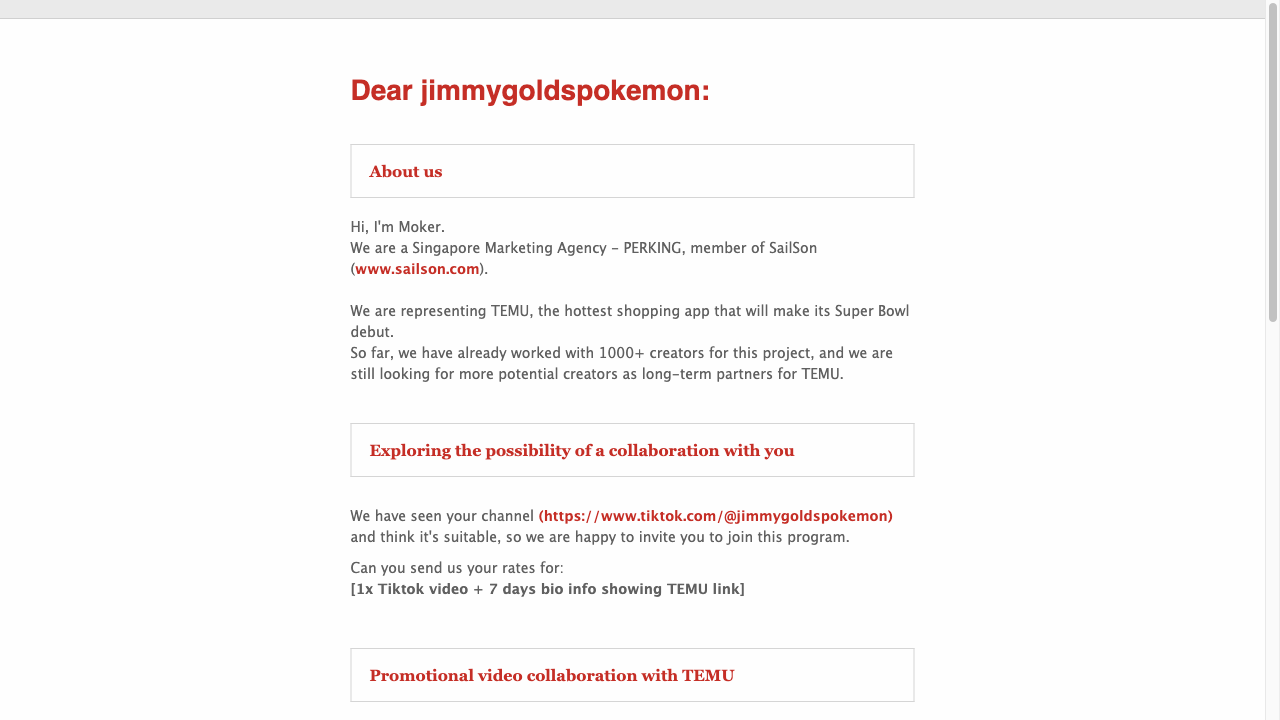 Dear jimmygoldspokemon:
About us
Hi, I'm Moker.
We are a Singapore Marketing Agency - PERKING, member of SailSon
(www.sailson.com).
We are representing TEMU, the hottest shopping app that will make its Super Bowl
debut.
So far, we have already worked with 1000+ creators for this project, and we are
still looking for more potential creators as long-term partners for TEMU.
Exploring the possibility of a collaboration with you
We have seen your channel (https://www.tiktok.com/@jimmygoldspokemon)
and think it's suitable, so we are happy to invite you to join this program.
Can you send us your rates for:
[1x Tiktok video + 7 days bio info showing TEMU link]
Promotional video collaboration with TEMU